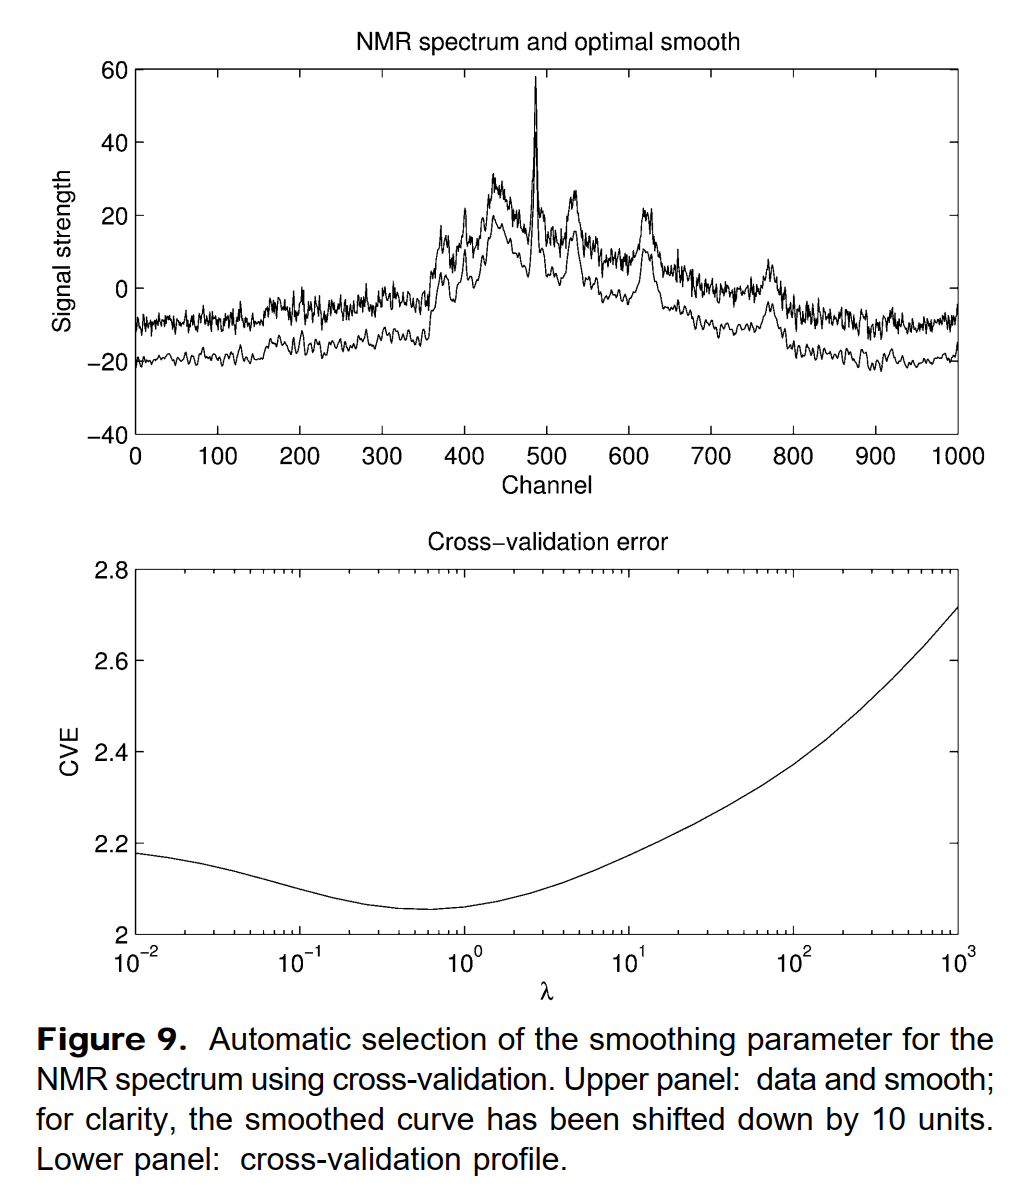 NMR spectrum and optimal smooth
60
40
20
0
−20
−40
Signal strength
0 100 200 300 400 500 600 700 800 900 1000
Channel
Cross−validation error
2.8
2.6
2.4
2.2
2
CVE
10⁻² 10⁻¹ 10⁰ 10¹ 10² 10³
λ
Figure 9. Automatic selection of the smoothing parameter for the
NMR spectrum using cross-validation. Upper panel: data and smooth;
for clarity, the smoothed curve has been shifted down by 10 units.
Lower panel: cross-validation profile.